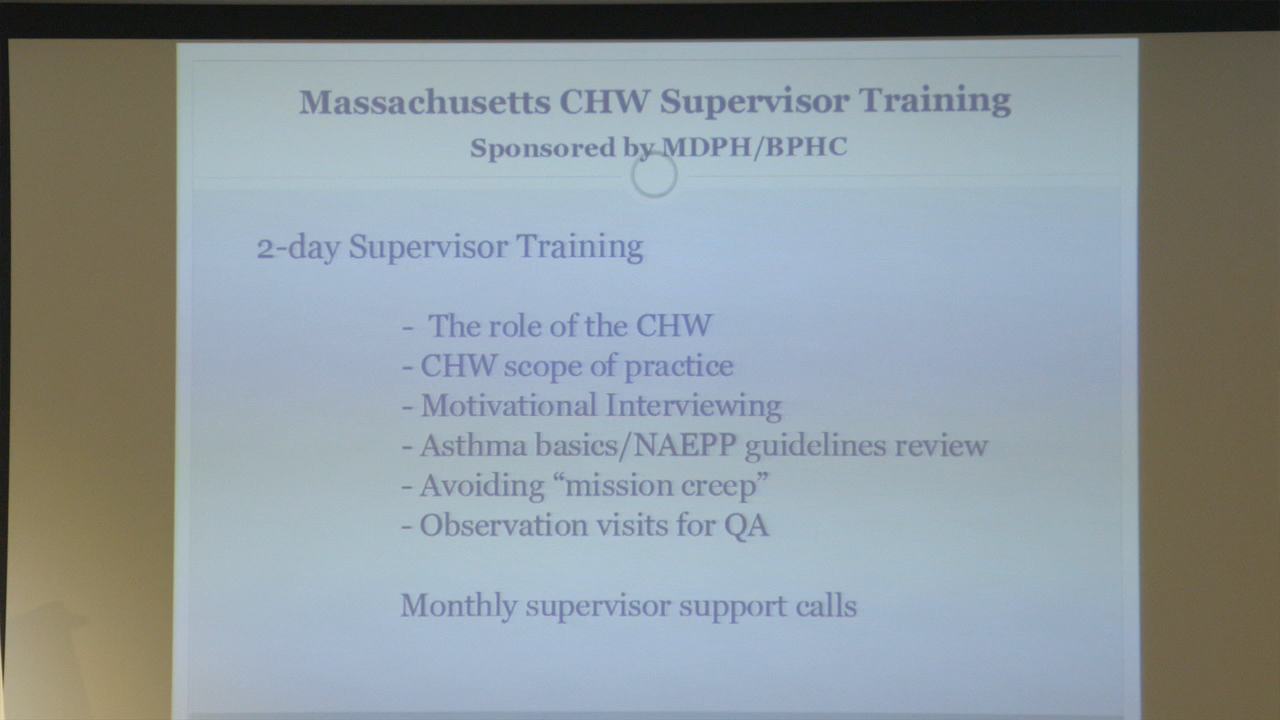 Massachusetts CHW Supervisor Training
Sponsored by MDPH/BPHC
2-day Supervisor Training
- The role of the CHW
- CHW scope of practice
- Motivational Interviewing
- Asthma basics/NAEPP guidelines review
- Avoiding “mission creep”
- Observation visits for QA
Monthly supervisor support calls